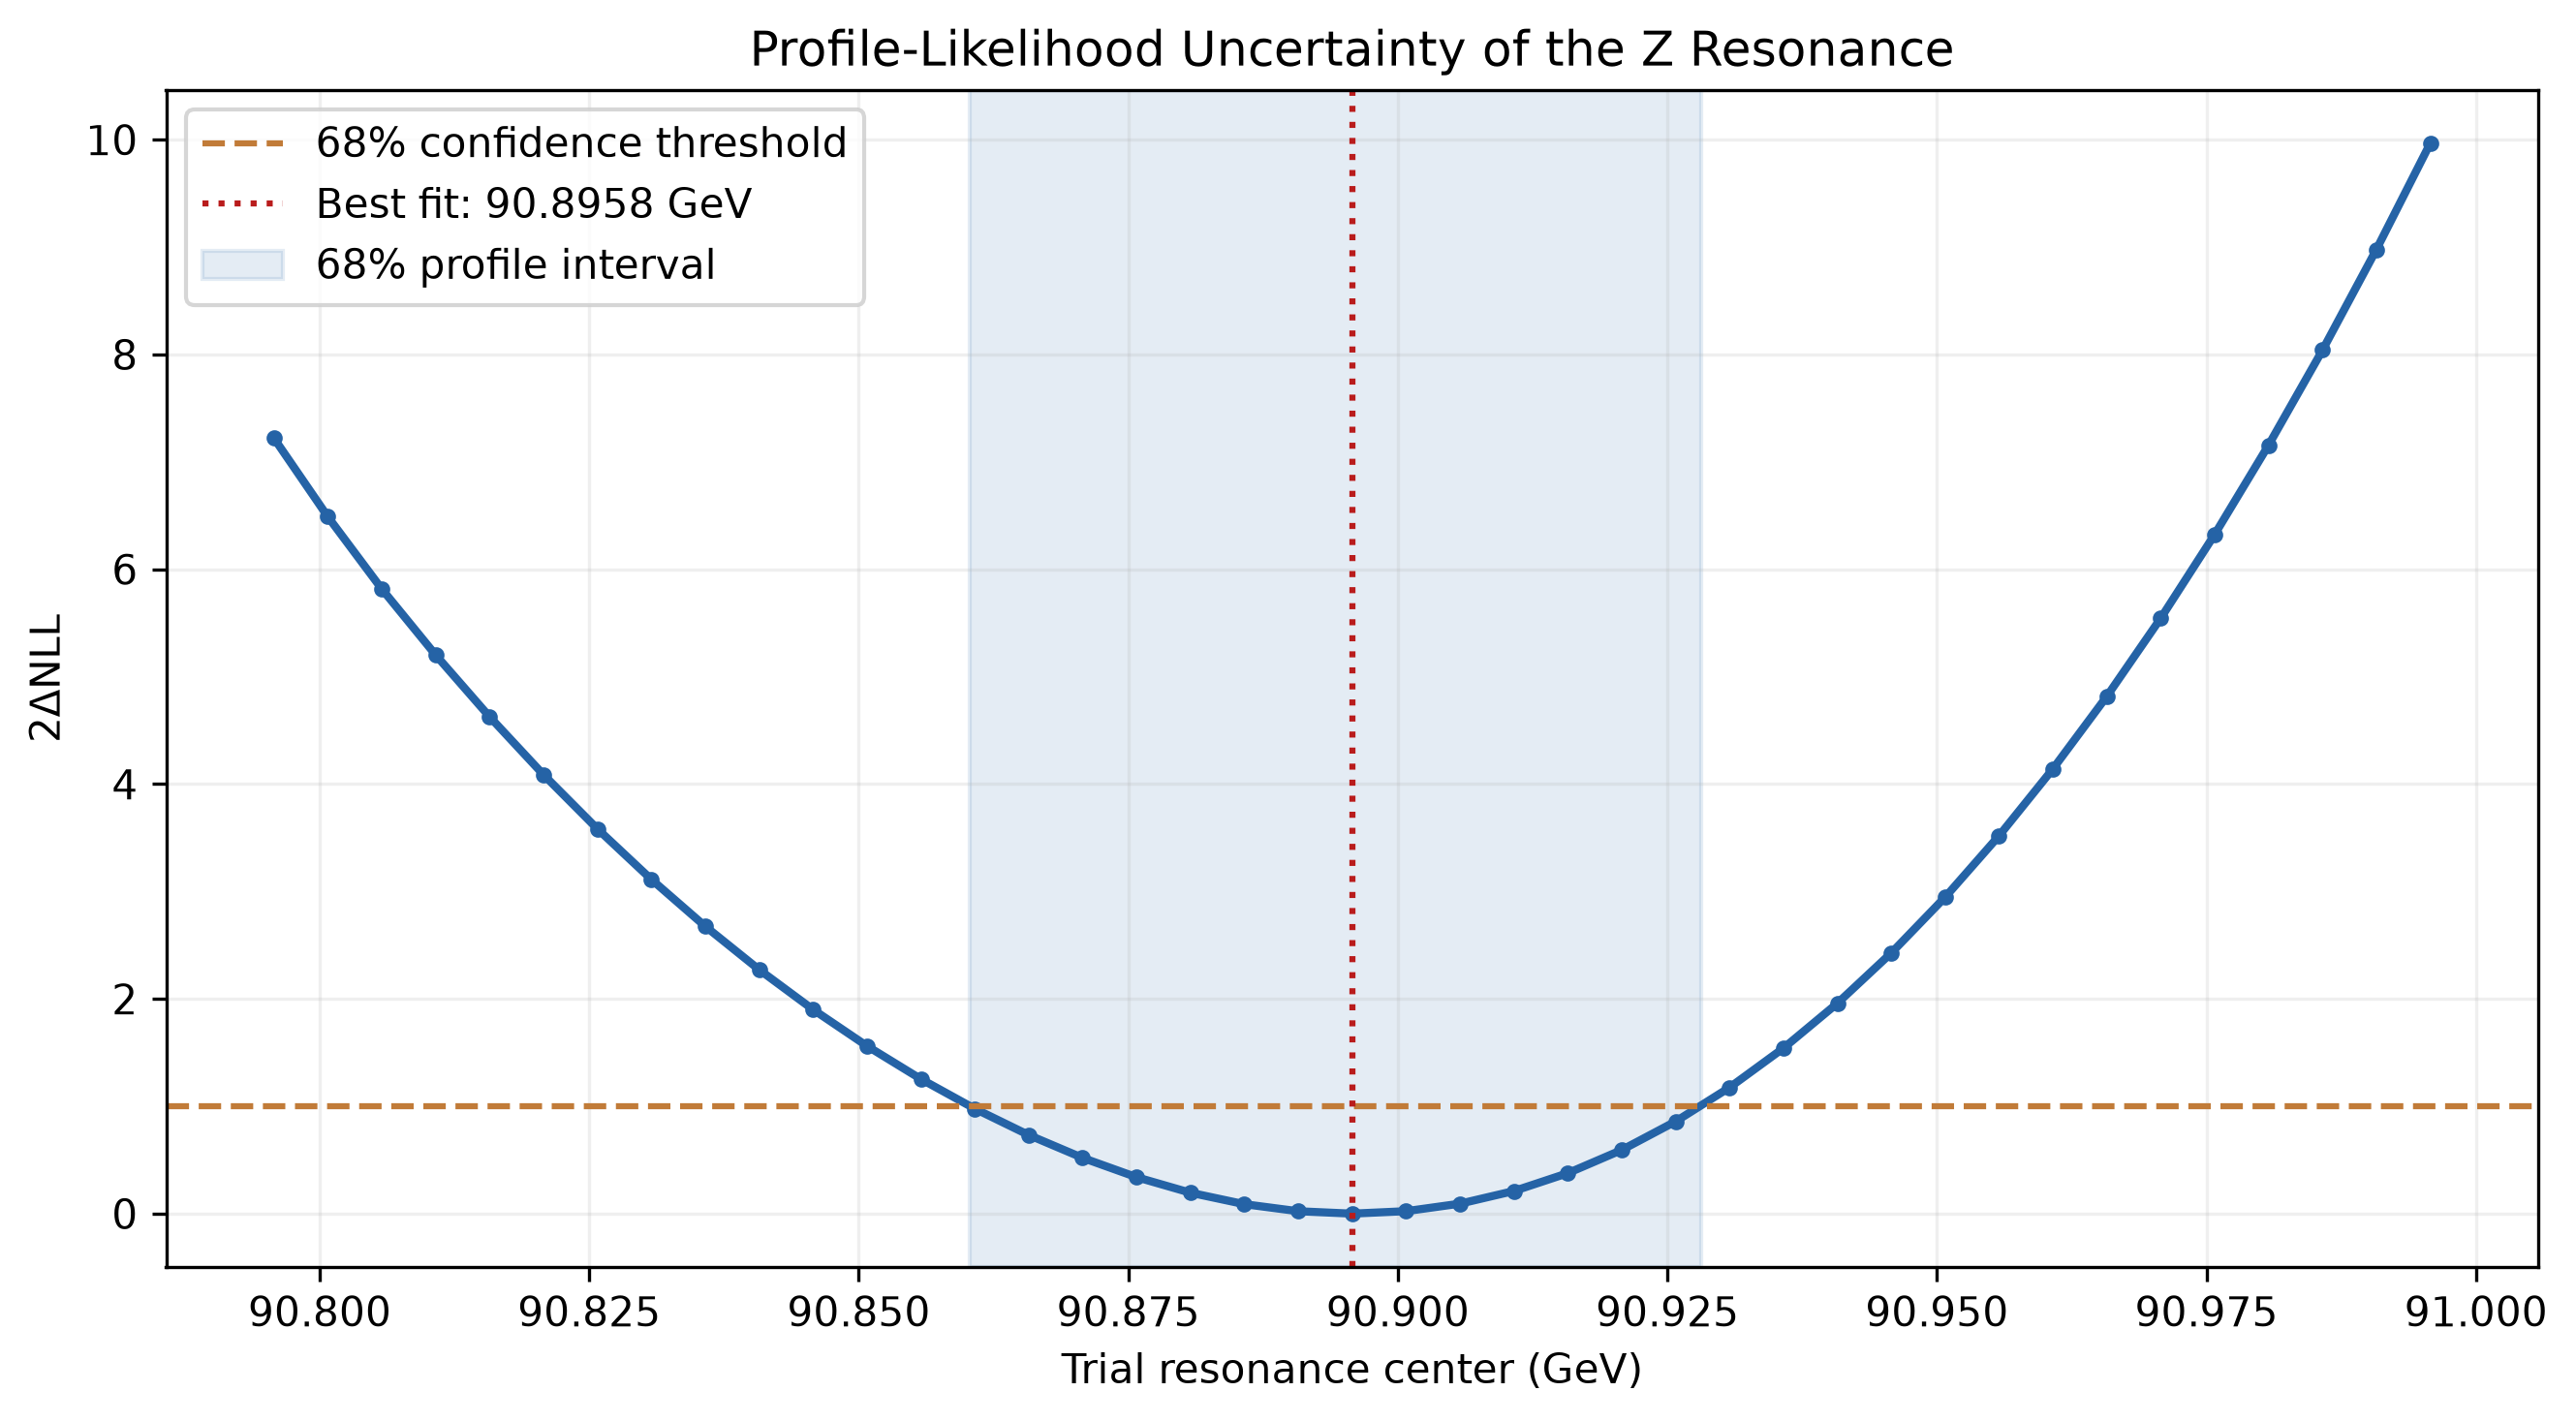 Profile-Likelihood Uncertainty of the Z Resonance
68% confidence threshold
Best fit: 90.8958 GeV
68% profile interval
2ΔNLL
10
8
6
4
2
0
90.800 90.825 90.850 90.875 90.900 90.925 90.950 90.975 91.000
Trial resonance center (GeV)